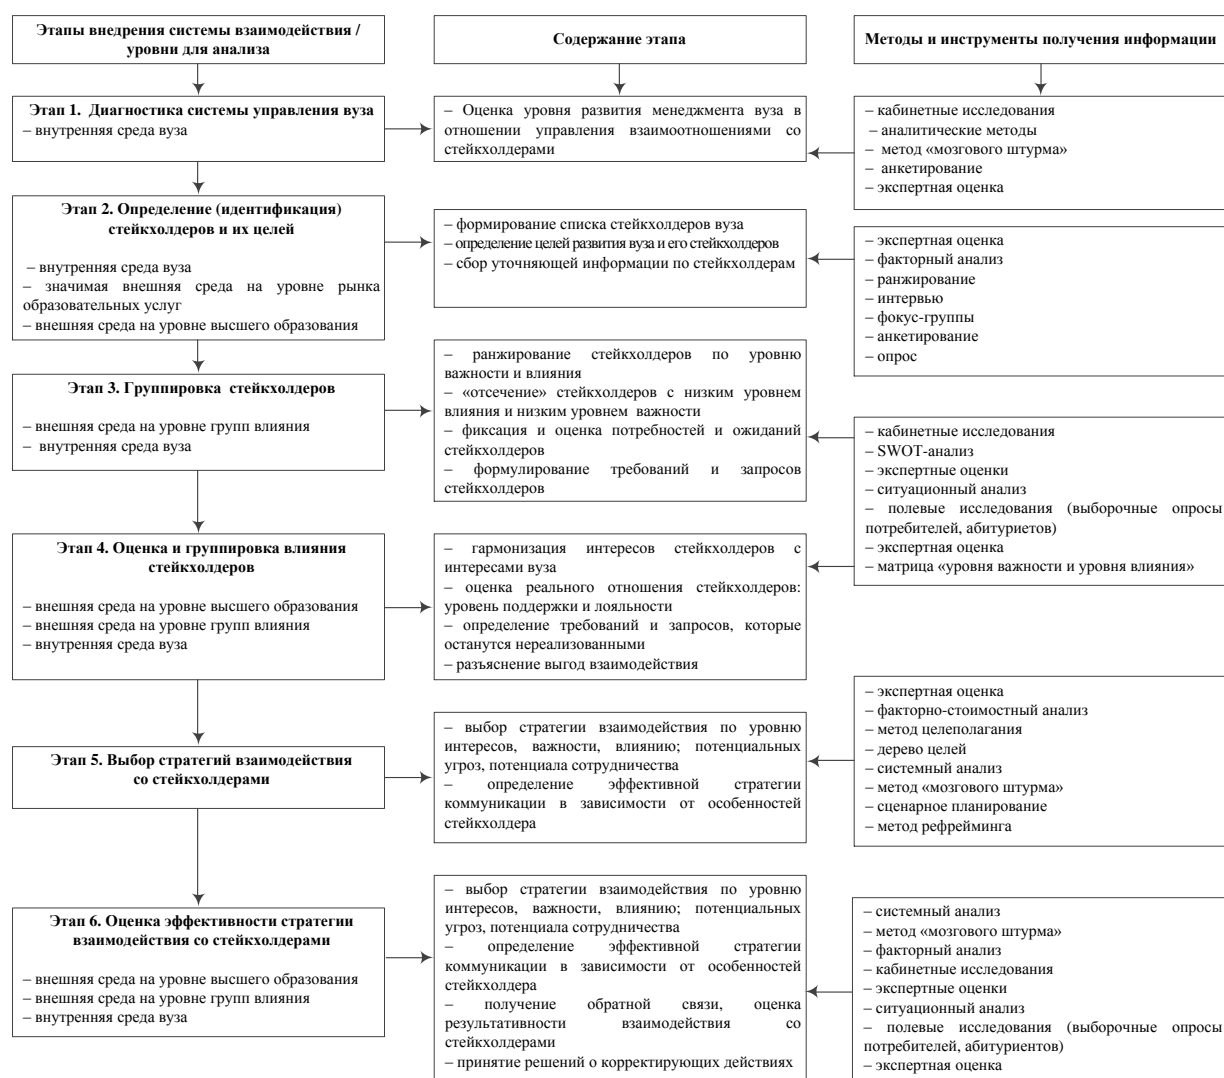 Этапы внедрения системы взаимодействия /
уровни для анализа
Содержание этапа
Методы и инструменты получения информации
Этап 1. Диагностика системы управления вуза
– внутренняя среда вуза
– Оценка уровня развития менеджмента вуза в
отношении управления взаимоотношениями со
стейкхолдерами
– кабинетные исследования
– аналитические методы
– метод «мозгового штурма»
– анкетирование
– экспертная оценка
Этап 2. Определение (идентификация)
стейкхолдеров и их целей
– внутренняя среда вуза
– значимая внешняя среда на уровне рынка
образовательных услуг
– внешняя среда на уровне высшего образования
– формирование списка стейкхолдеров вуза
– определение целей развития вуза и его стейкхолдеров
– сбор уточняющей информации по стейкхолдерам
– экспертная оценка
– факторный анализ
– ранжирование
– интервью
– фокус-группы
– анкетирование
– опрос
Этап 3. Группировка стейкхолдеров
– внешняя среда на уровне групп влияния
– внутренняя среда вуза
– ранжирование стейкхолдеров по уровню
важности и влияния
– «отсечение» стейкхолдеров с низким уровнем
влияния и низким уровнем важности
– фиксация и оценка потребностей и ожиданий
стейкхолдеров
– формулирование требований и запросов
стейкхолдеров
– кабинетные исследования
– SWOT-анализ
– экспертные оценки
– ситуационный анализ
– полевые исследования (выборочные опросы
потребителей, абитуриетов)
– экспертная оценка
– матрица «уровня важности и уровня влияния»
Этап 4. Оценка и группировка влияния
стейкхолдеров
– внешняя среда на уровне высшего образования
– внешняя среда на уровне групп влияния
– внутренняя среда вуза
– гармонизация интересов стейкхолдеров с
интересами вуза
– оценка реального отношения стейкхолдеров:
уровень поддержки и лояльности
– определение требований и запросов, которые
останутся нереализованными
– разъяснение выгод взаимодействия
Этап 5. Выбор стратегий взаимодействия
со стейкхолдерами
– выбор стратегии взаимодействия по уровню
интересов, важности, влиянию; потенциальных
угроз, потенциала сотрудничества
– определение эффективной стратегии
коммуникации в зависимости от особенностей
стейкхолдера
– экспертная оценка
– факторно-стоимостный анализ
– метод целеполагания
– дерево целей
– системный анализ
– метод «мозгового штурма»
– сценарное планирование
– метод рефрейминга
Этап 6. Оценка эффективности стратегии
взаимодействия со стейкхолдерами
– внешняя среда на уровне высшего образования
– внешняя среда на уровне групп влияния
– внутренняя среда вуза
– выбор стратегии взаимодействия по уровню
интересов, важности, влиянию; потенциальных
угроз, потенциала сотрудничества
– определение эффективной стратегии
коммуникации в зависимости от особенностей
стейкхолдера
– получение обратной связи, оценка
результативности взаимодействия со
стейкхолдерами
– принятие решений о корректирующих действиях
– системный анализ
– метод «мозгового штурма»
– факторный анализ
– кабинетные исследования
– экспертные оценки
– ситуационный анализ
– полевые исследования (выборочные опросы
потребителей, абитуриентов)
– экспертная оценка